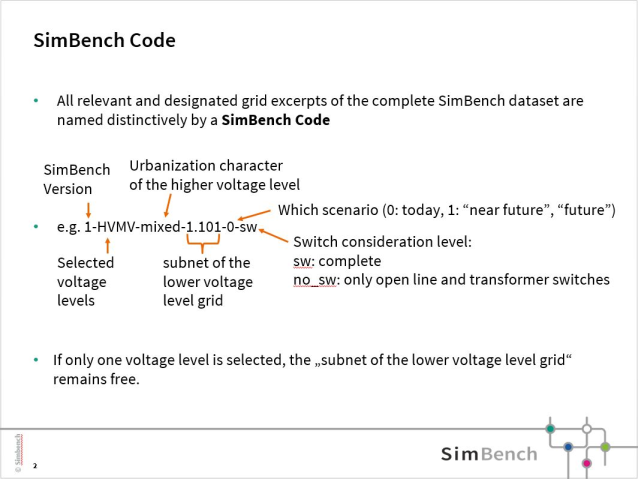 SimBench Code
• All relevant and designated grid excerpts of the complete SimBench dataset are
named distinctively by a SimBench Code
SimBench
Version
Urbanization character
of the higher voltage level
Which scenario (0: today, 1: “near future”, “future”)
• e.g. 1-HVMV-mixed-1.101-0-sw
Switch consideration level:
sw: complete
no_sw: only open line and transformer switches
Selected
voltage
levels
subnet of the
lower voltage
level grid
• If only one voltage level is selected, the „subnet of the lower voltage level grid“
remains free.
© Simbench
2
SimBench